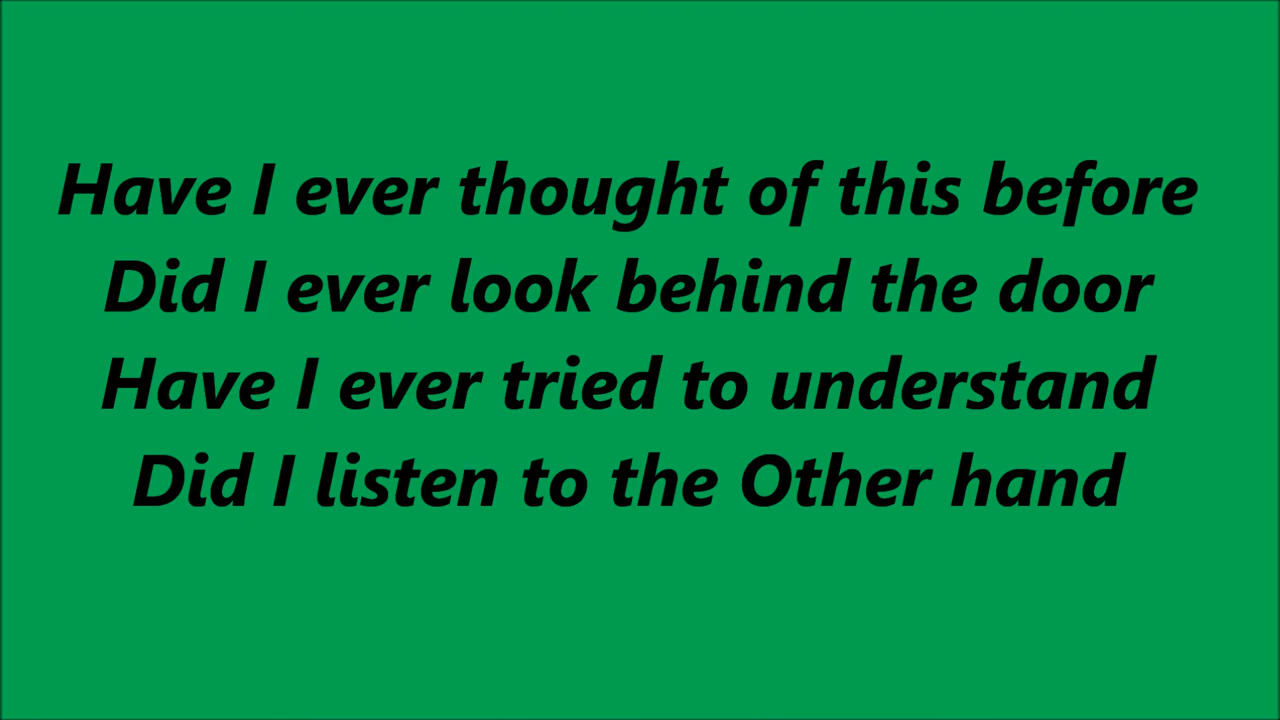 Have I ever thought of this before
Did I ever look behind the door
Have I ever tried to understand
Did I listen to the Other hand